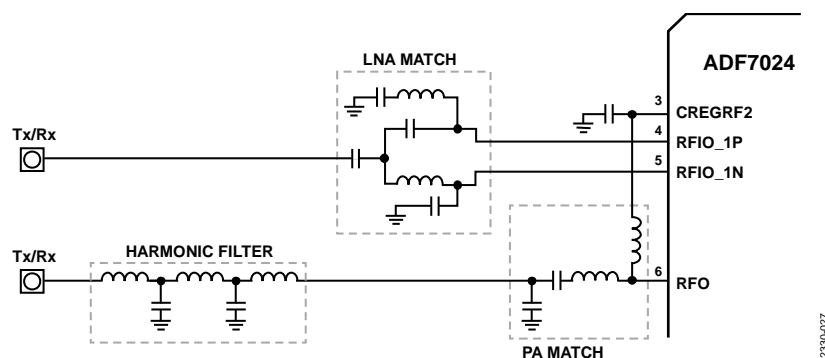 LNA MATCH
ADF7024
3
CREGRF2
4
RFIO_1P
Tx/Rx
5
RFIO_1N
Tx/Rx
HARMONIC FILTER
6
RFO
PA MATCH